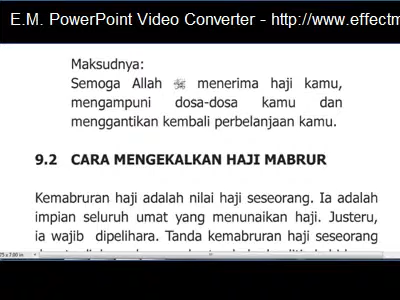 E.M. PowerPoint Video Converter - http://www.effectm
Maksudnya:
Semoga Allah ﷻ menerima haji kamu,
mengampuni dosa-dosa kamu dan
menggantikan kembali perbelanjaan kamu.
9.2 CARA MENGEKALKAN HAJI MABRUR
Kemabruran haji adalah nilai haji seseorang. Ia adalah
impian seluruh umat yang menunaikan haji. Justeru,
ia wajib dipelihara. Tanda kemabruran haji seseorang